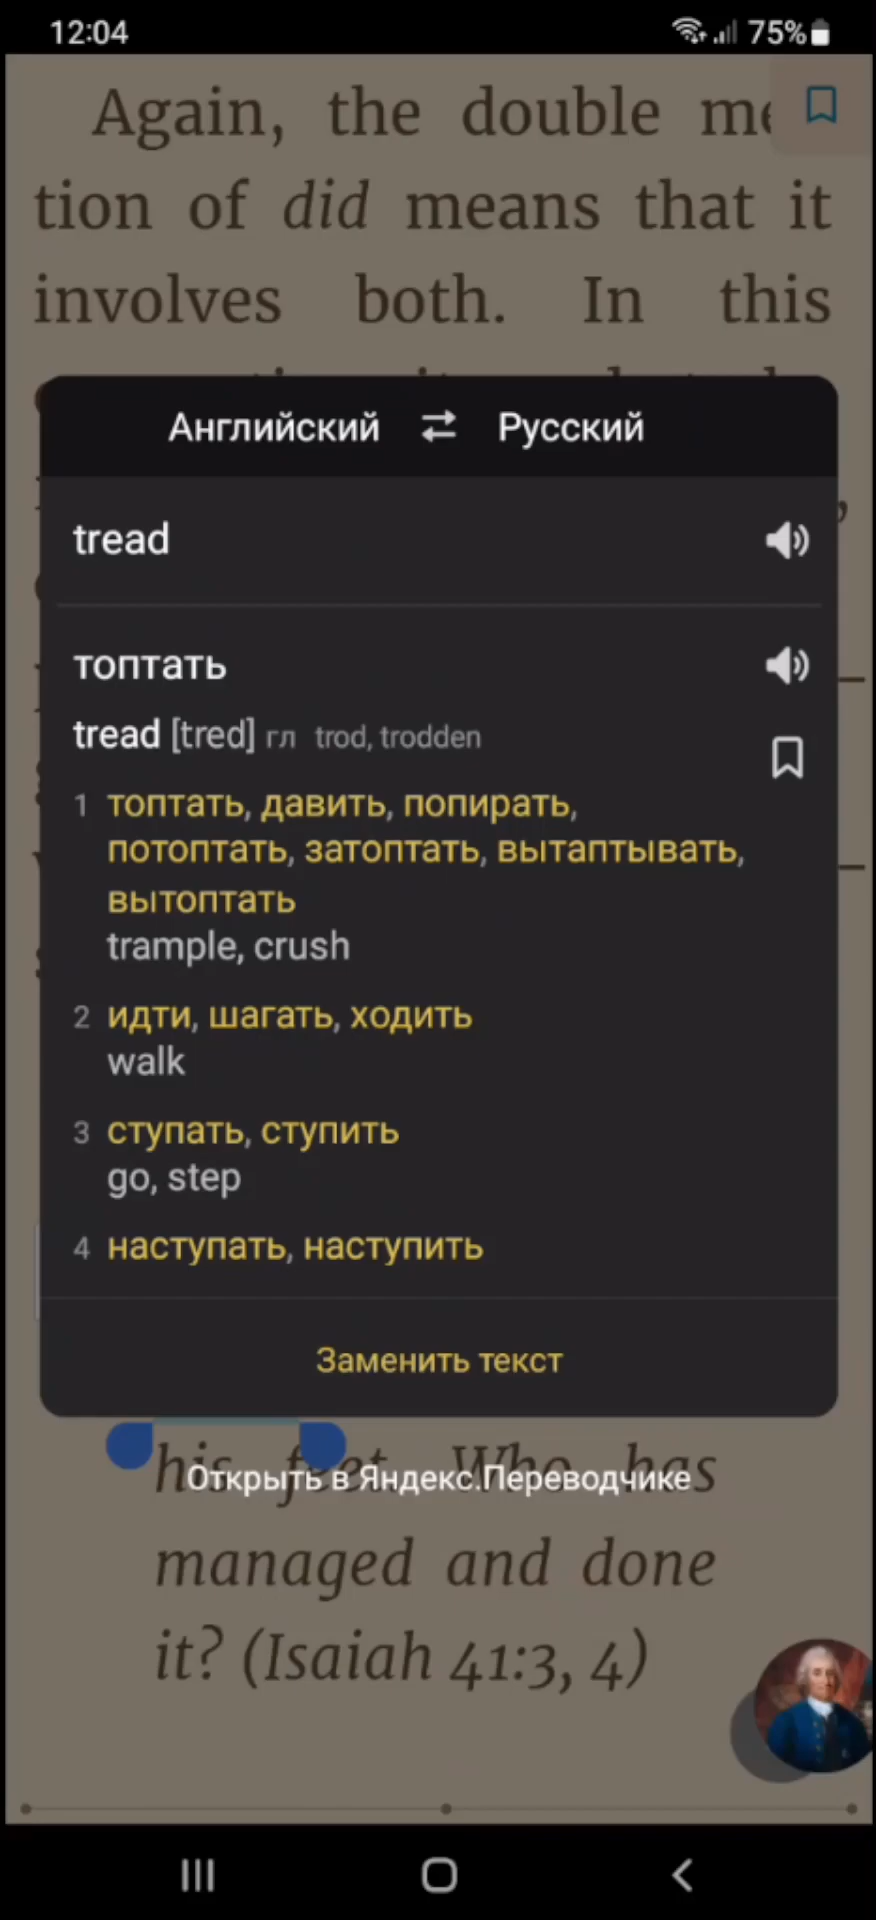 12:04
75%
Again, the double me
tion of did means that it
involves both. In this
Английский Русский
tread
топтать
tread [tred] гл trod, trodden
1 топтать, давить, попирать,
потоптать, затоптать, вытаптывать,
вытоптать
trample, crush
2 идти, шагать, ходить
walk
3 ступать, ступить
go, step
4 наступать, наступить
Заменить текст
his feet. Who has
Открыть в Яндекс.Переводчике
managed and done
it? (Isaiah 41:3, 4)